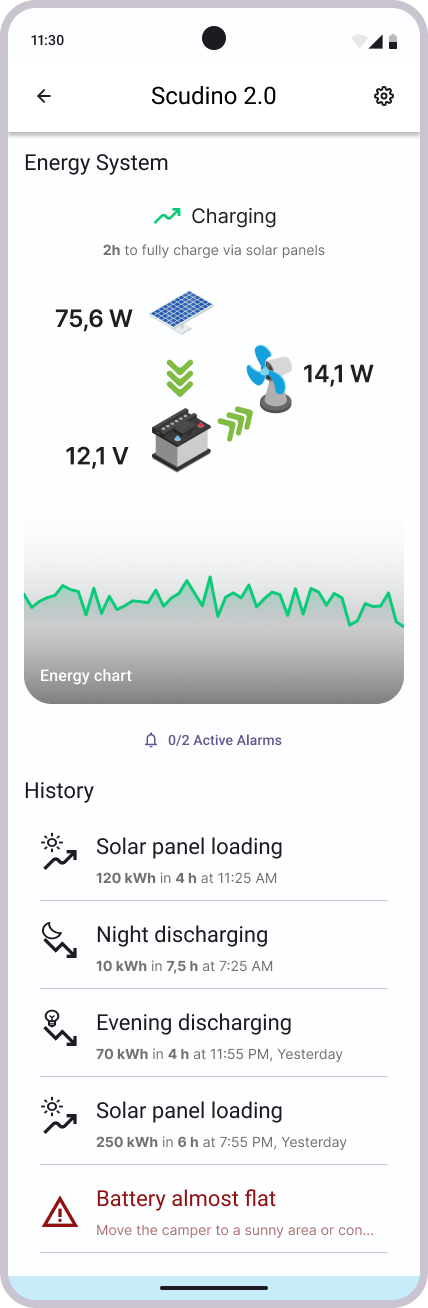 11:30
Scudino 2.0
Energy System
Charging
2h to fully charge via solar panels
75,6 W
14,1 W
12,1 V
Energy chart
0/2 Active Alarms
History
Solar panel loading
120 kWh in 4 h at 11:25 AM
Night discharging
10 kWh in 7,5 h at 7:25 AM
Evening discharging
70 kWh in 4 h at 11:55 PM, Yesterday
Solar panel loading
250 kWh in 6 h at 7:55 PM, Yesterday
Battery almost flat
Move the camper to a sunny area or con...